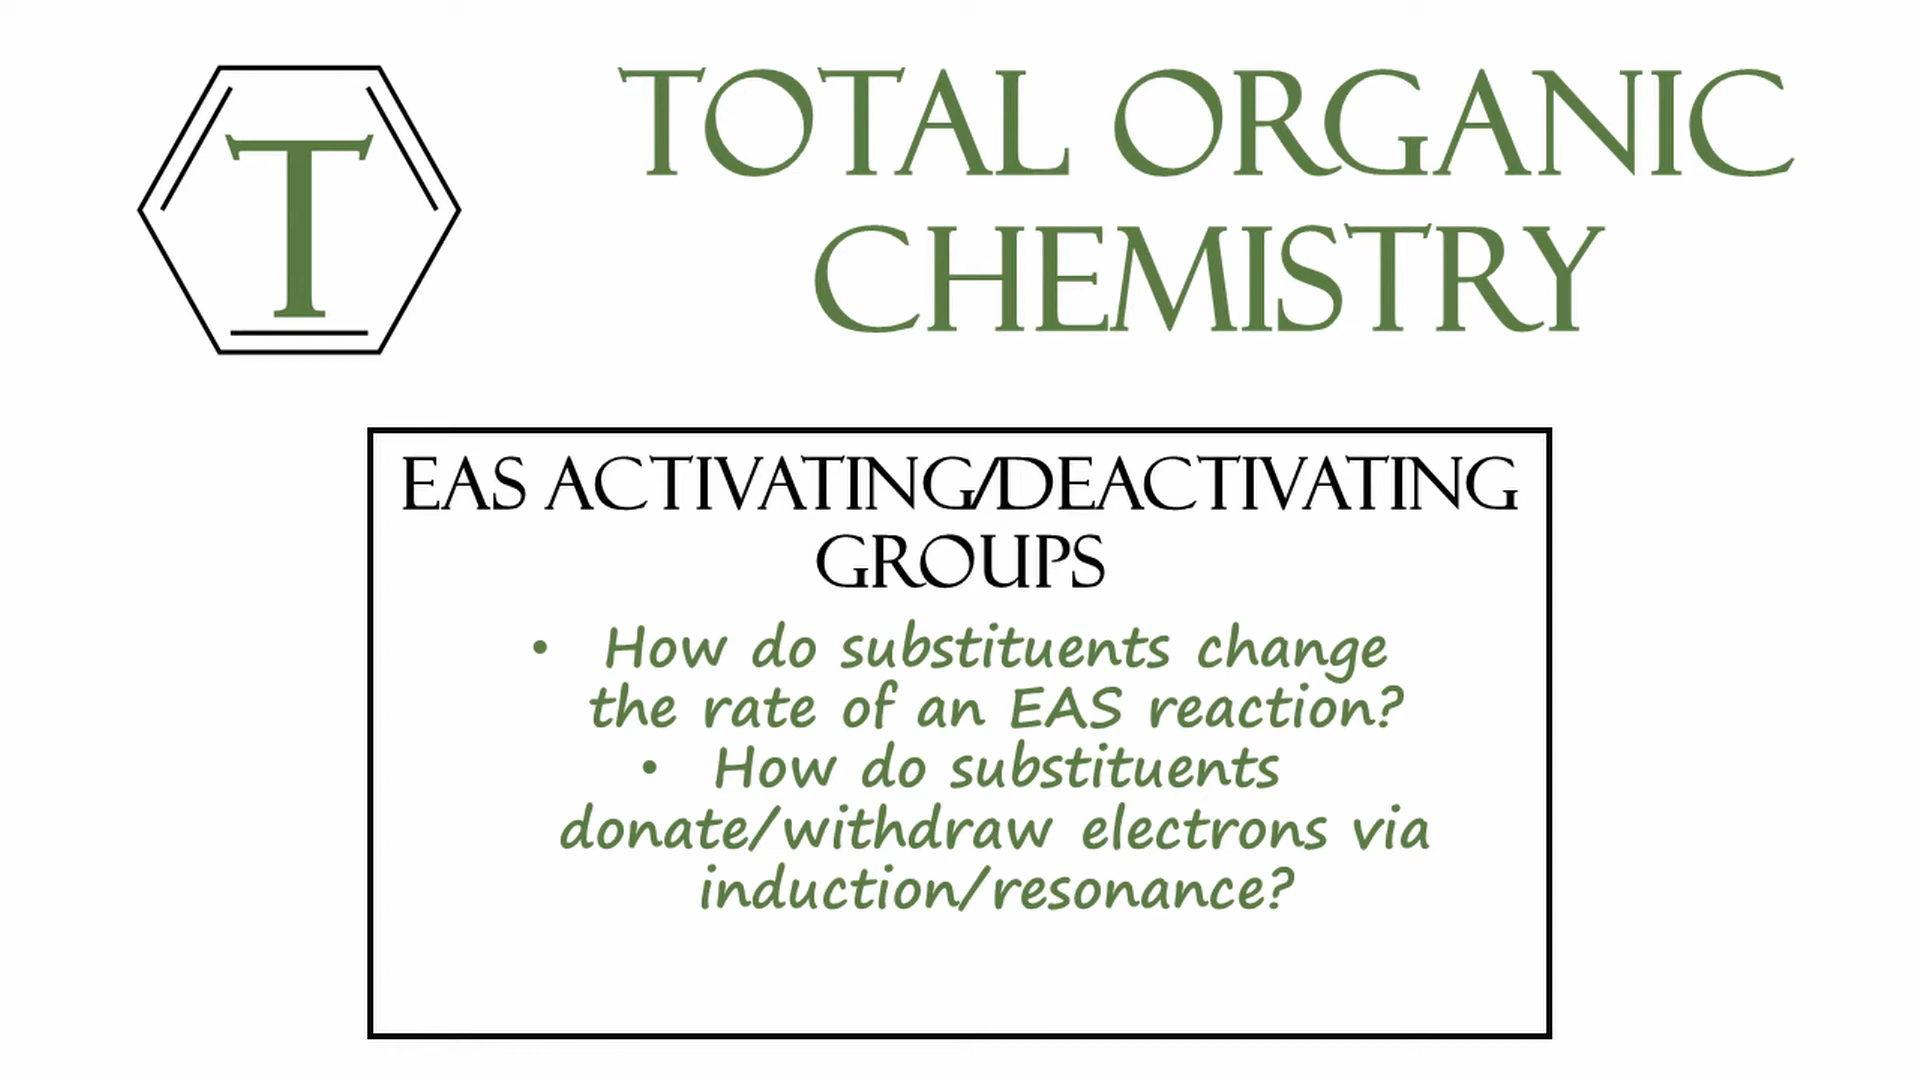 T
TOTAL ORGANIC
CHEMISTRY
EAS ACTIVATING/DEACTIVATING
GROUPS
• How do substituents change
the rate of an EAS reaction?
• How do substituents
donate/withdraw electrons via
induction/resonance?